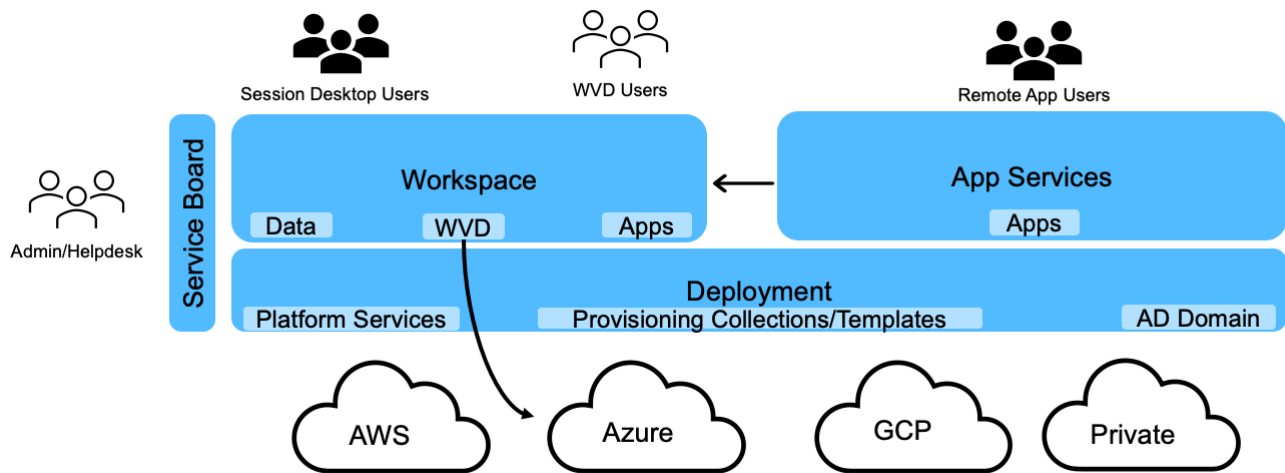 Session Desktop Users
WVD Users
Remote App Users
Admin/Helpdesk
Service Board
Workspace
Data
WVD
Apps
App Services
Apps
Deployment
Platform Services
Provisioning Collections/Templates
AD Domain
AWS
Azure
GCP
Private